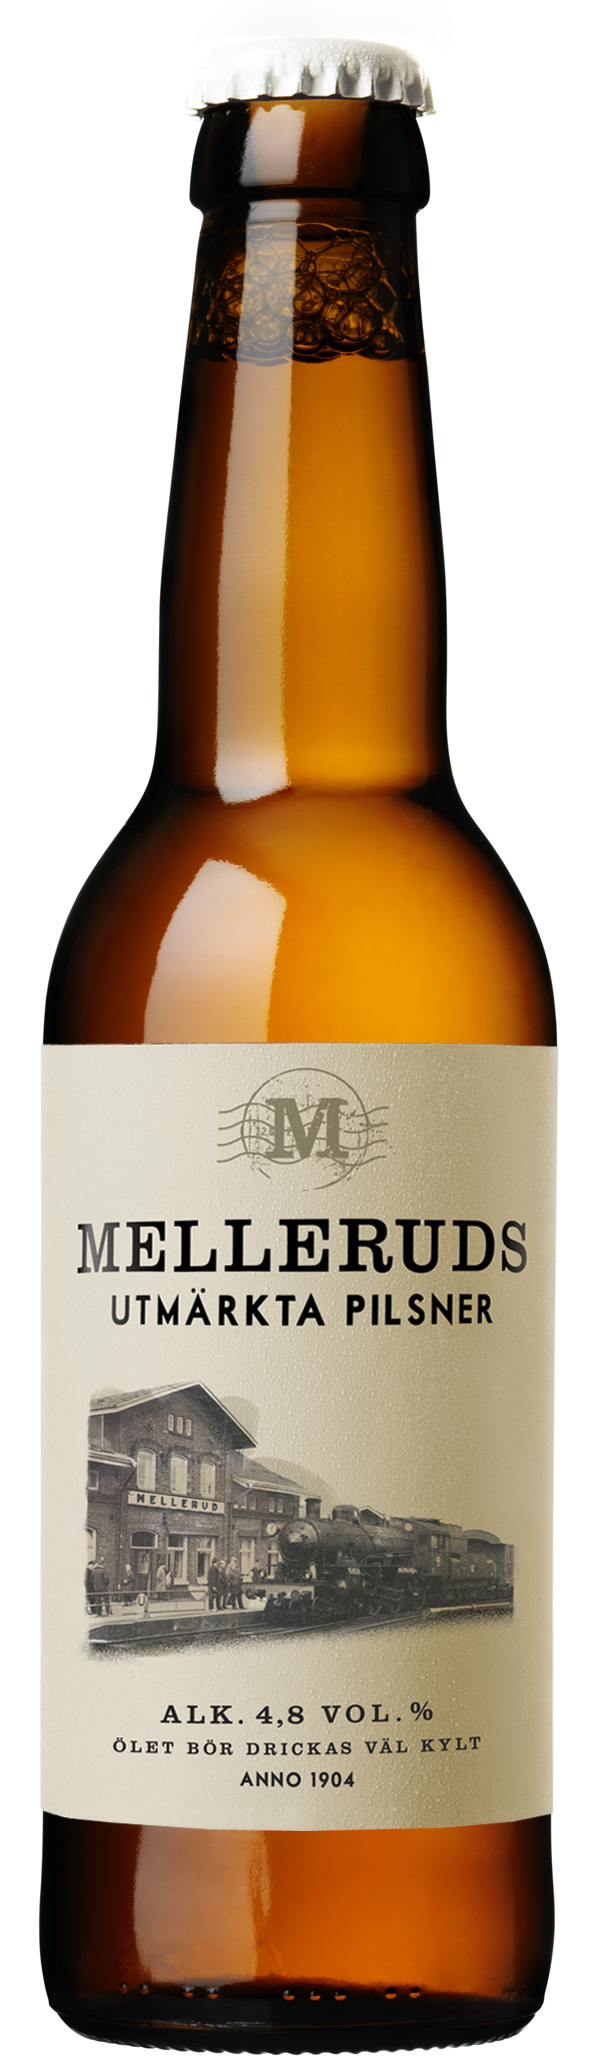 M
MELLERUDS
UTMÄRKTA PILSNER
MELLERUD
ALK. 4,8 VOL. %
ÖLET BÖR DRICKAS VÄL KYLT
ANNO 1904